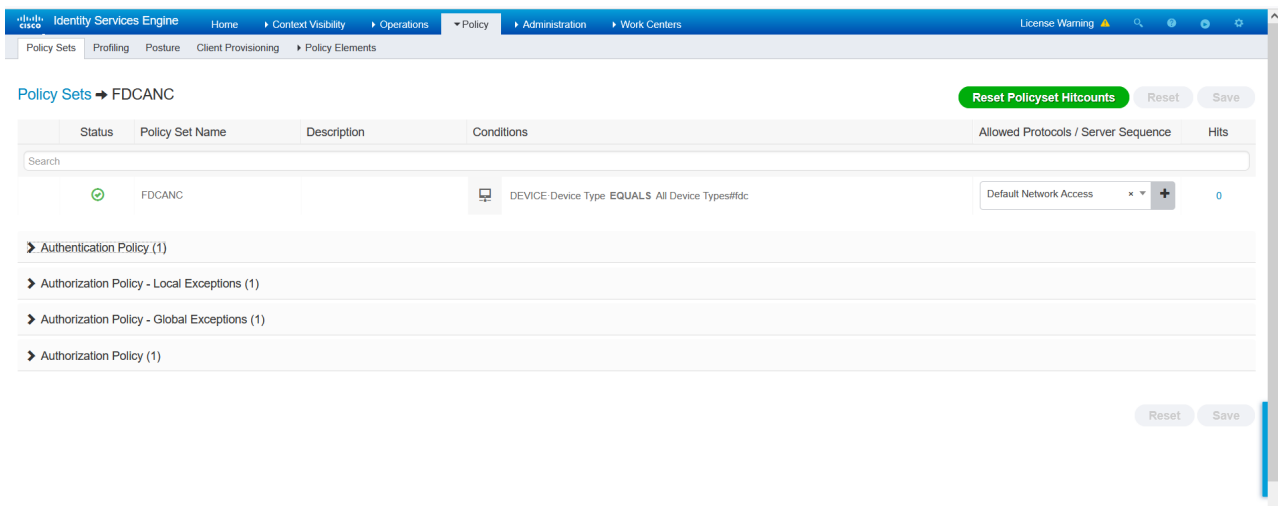 cisco Identity Services Engine Home Context Visibility Operations Policy Administration Work Centers License Warning
Policy Sets Profiling Posture Client Provisioning Policy Elements
Policy Sets ➔ FDCANC Reset Policyset Hitcounts Reset Save
Status Policy Set Name Description Conditions Allowed Protocols / Server Sequence Hits
Search
FDCANC DEVICE·Device Type EQUALS All Device Types#fdc Default Network Access × + 0
Authentication Policy (1)
Authorization Policy - Local Exceptions (1)
Authorization Policy - Global Exceptions (1)
Authorization Policy (1)
Reset Save